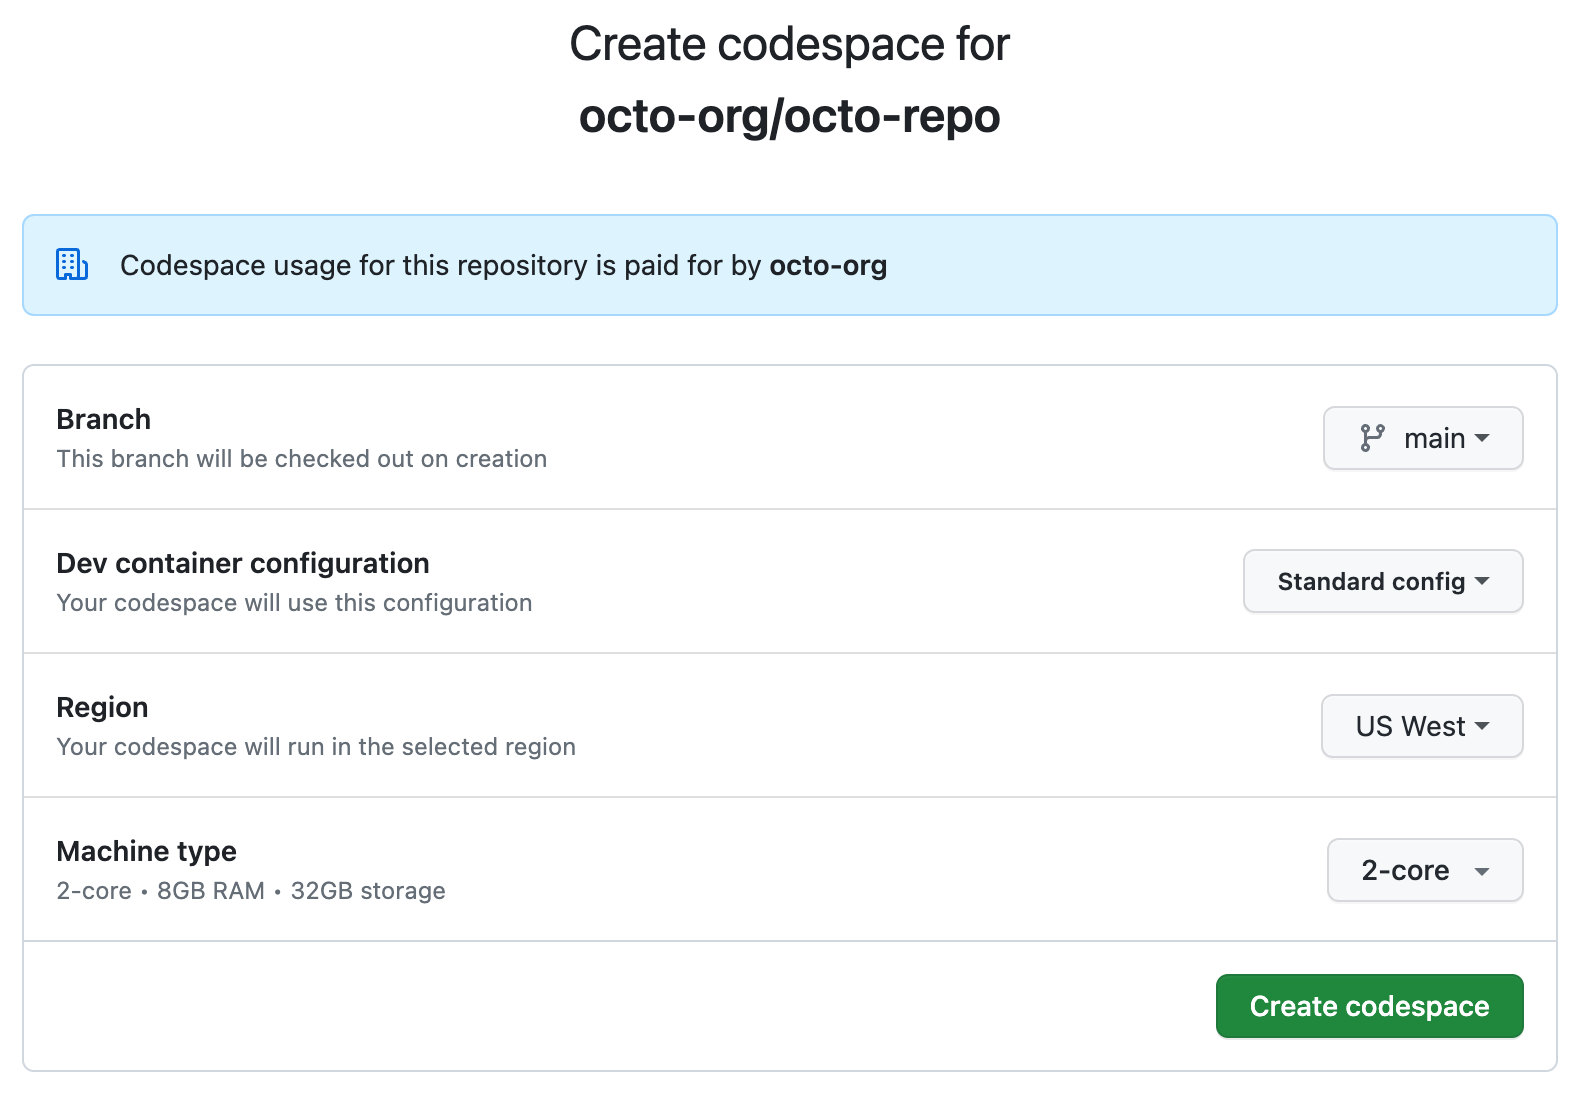 Create codespace for
octo-org/octo-repo
Codespace usage for this repository is paid for by octo-org
Branch
This branch will be checked out on creation
main
Dev container configuration
Your codespace will use this configuration
Standard config
Region
Your codespace will run in the selected region
US West
Machine type
2-core • 8GB RAM • 32GB storage
2-core
Create codespace